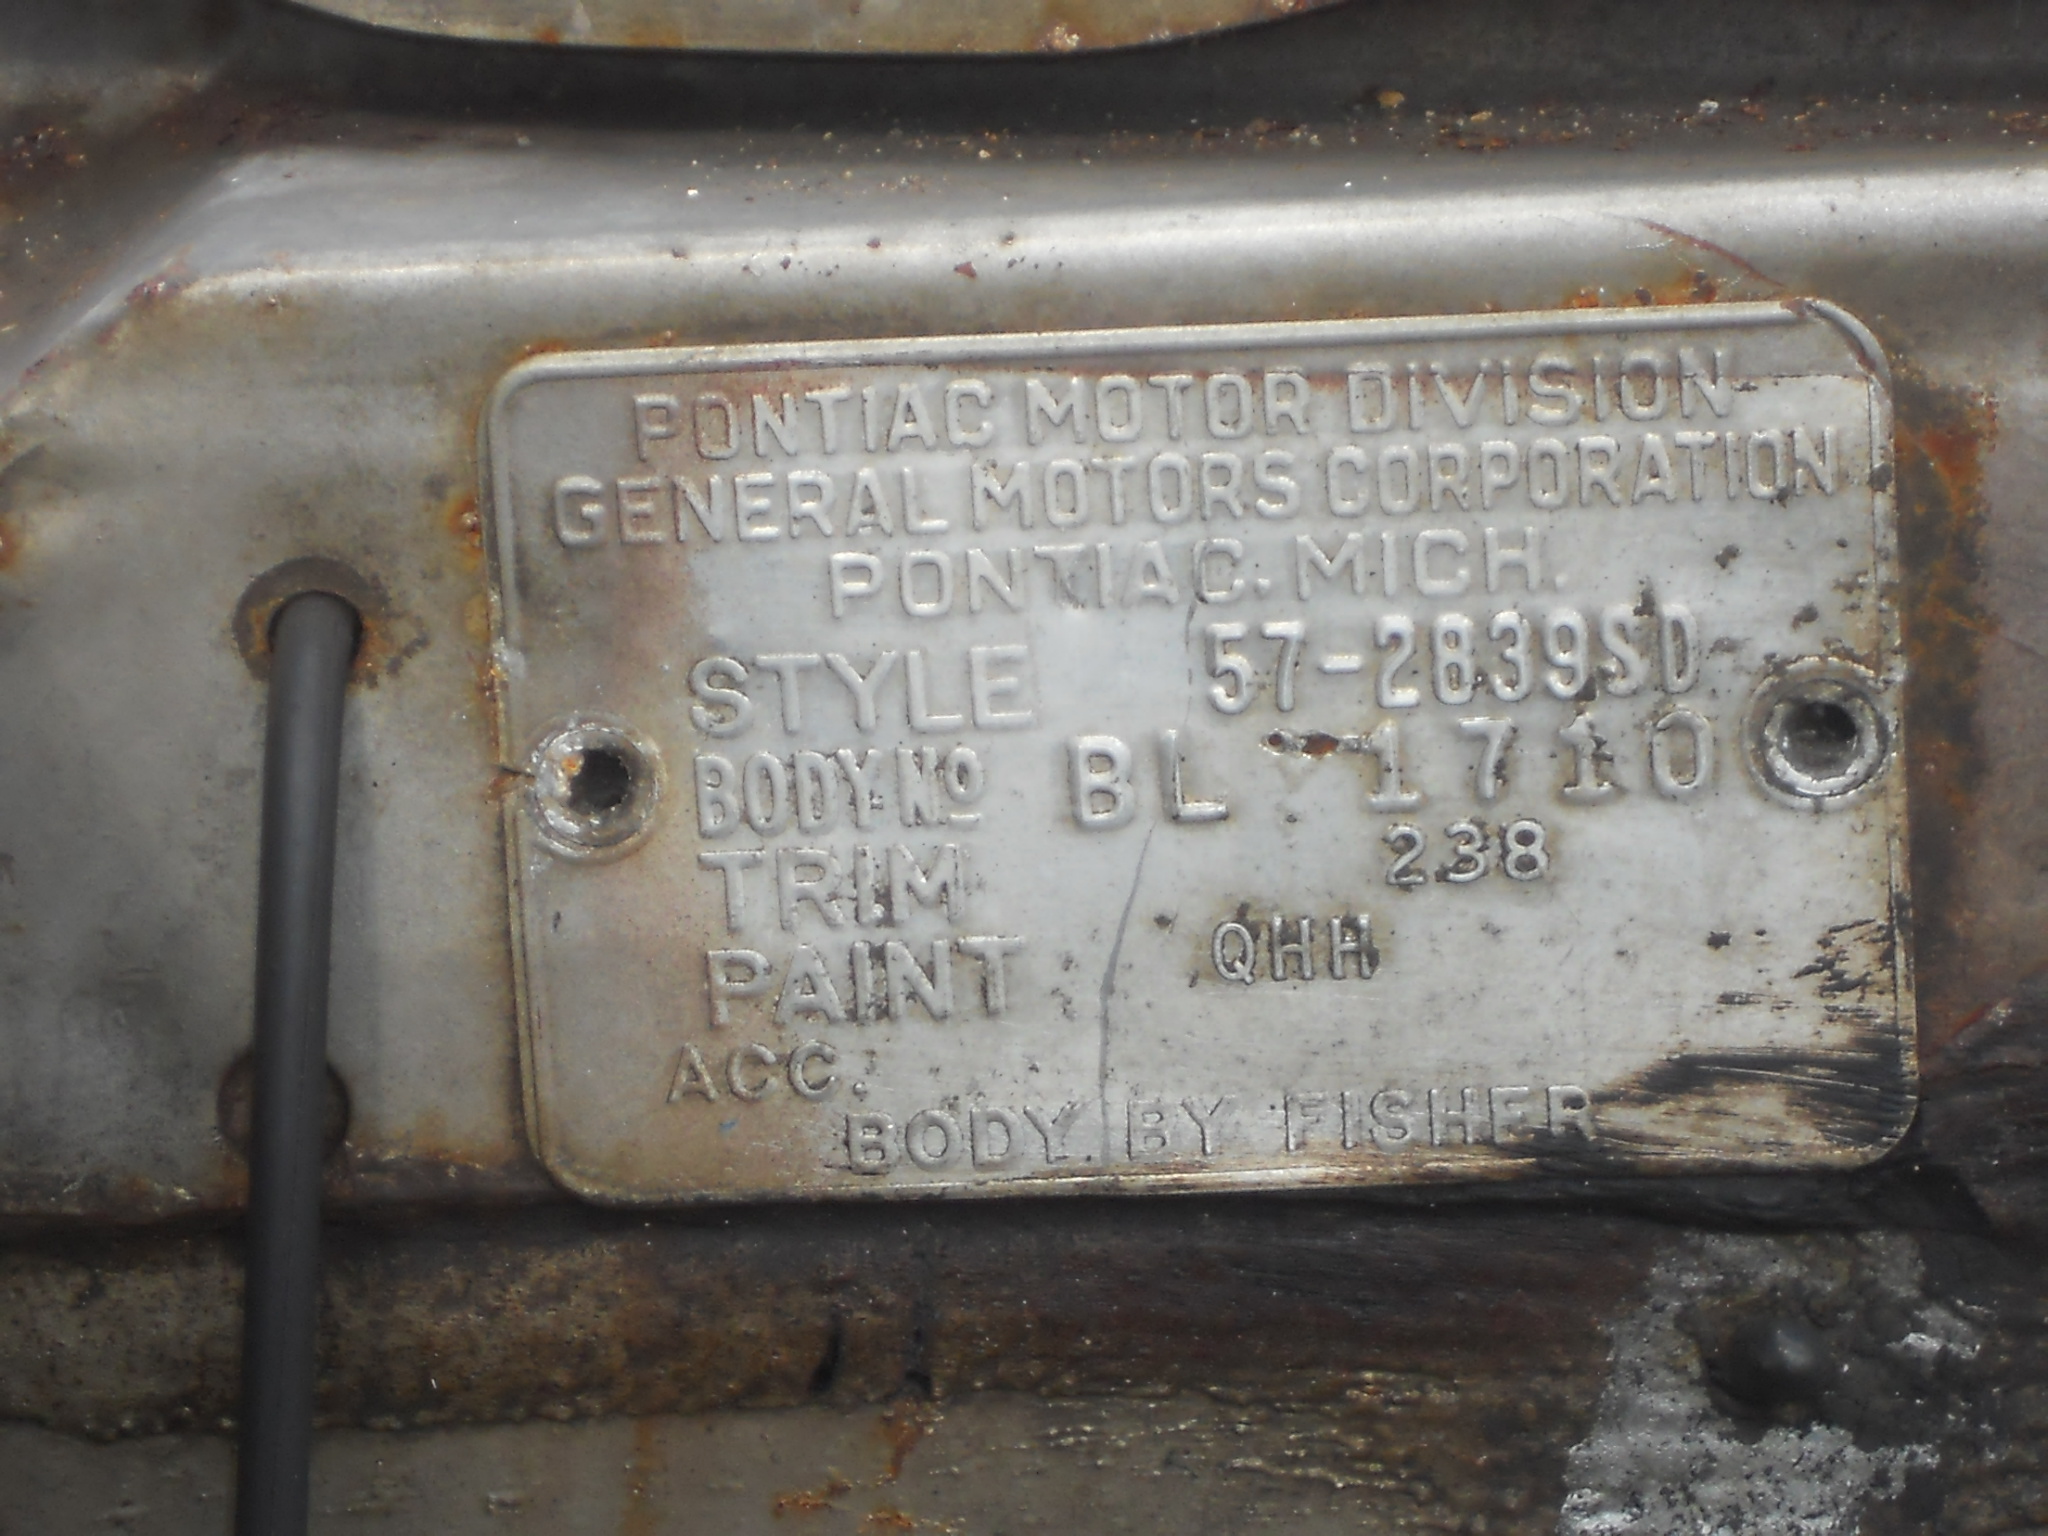 PONTIAC MOTOR DIVISION
GENERAL MOTORS CORPORATION
PONTIAC. MICH.
STYLE 57-2839SD
BODY Nº BL 1710
TRIM 238
PAINT QHH
ACC.
BODY BY FISHER